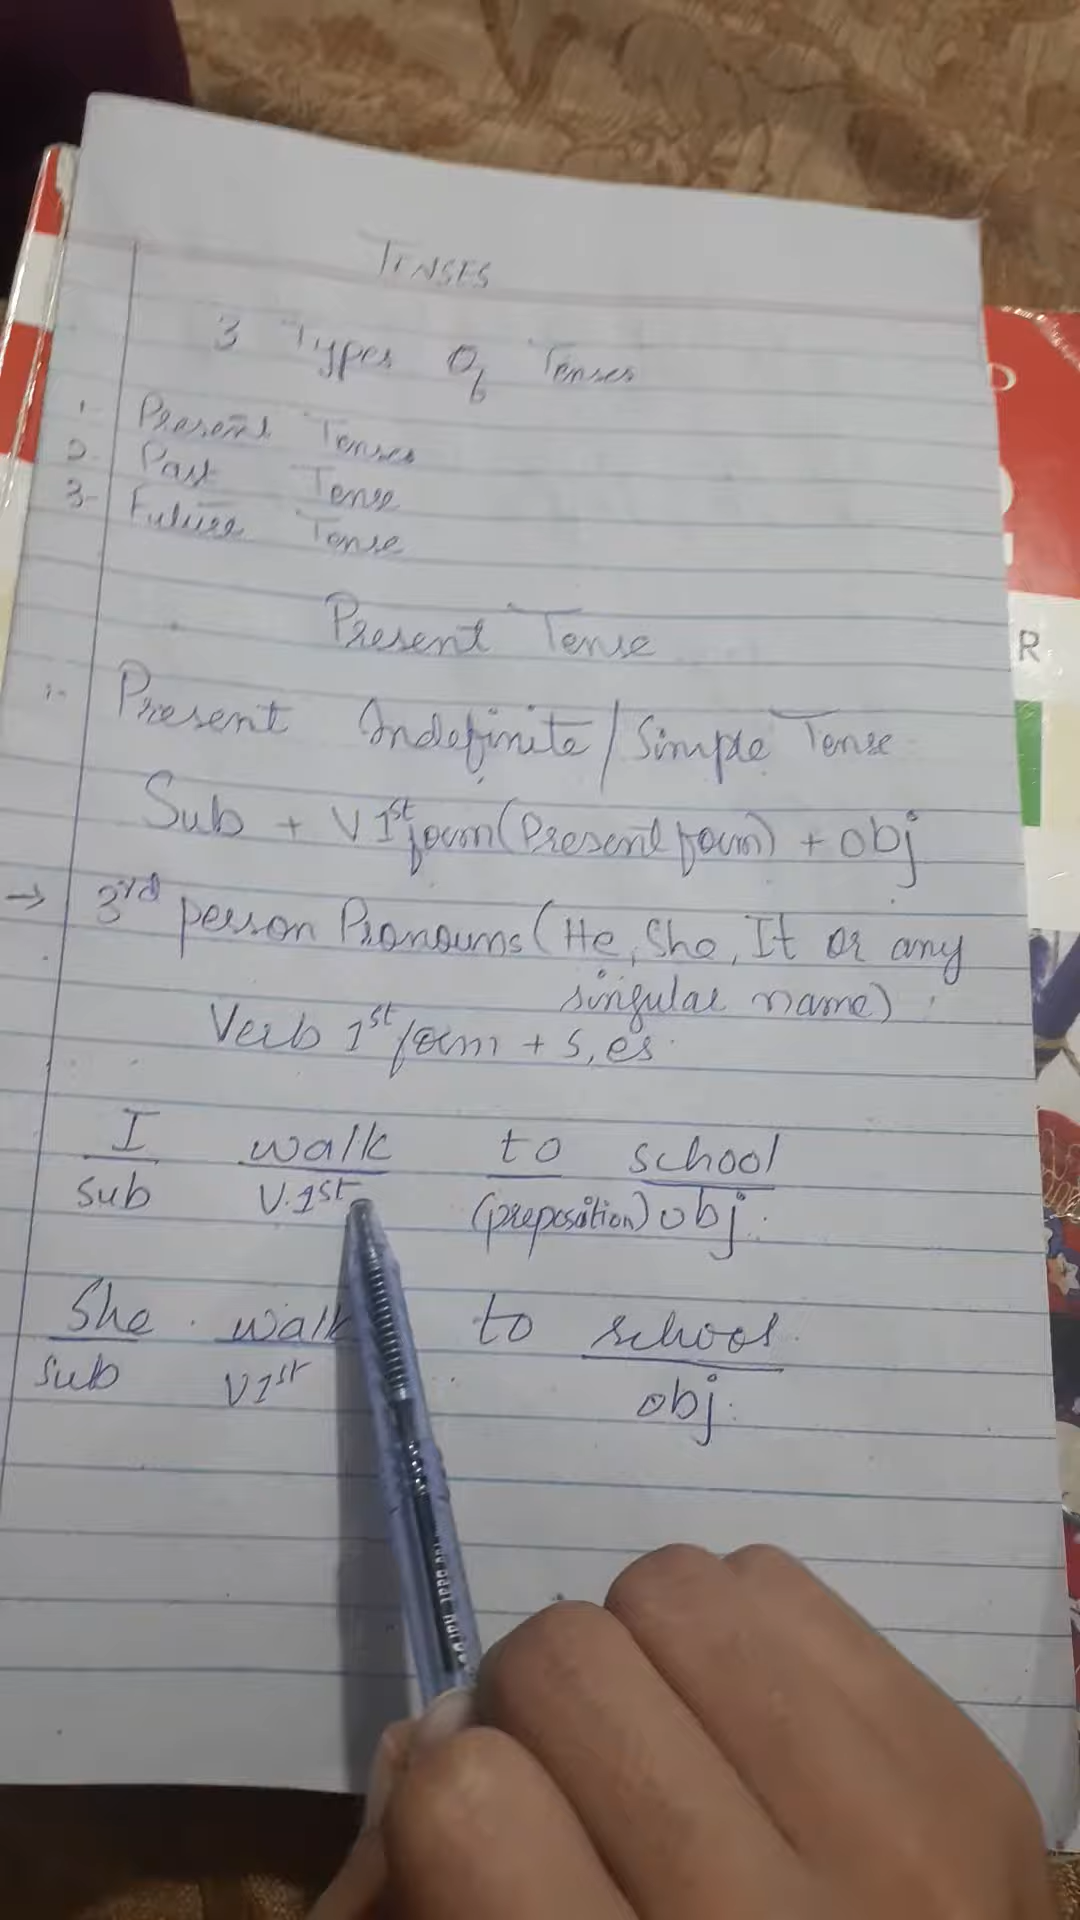 TENSES
3 Types Of Tenses
1- Present Tenses
2- Past Tense
3- Future Tense
Present Tense
1- Present Indefinite/Simple Tense
Sub + V 1st form (Present form) + obj
→ 3rd person Pronouns (He, She, It or any
singular name)
Verb 1st form + s, es.
I walk to school
sub V.1st (preposition) obj.
She walk to school.
sub V1st obj.
R